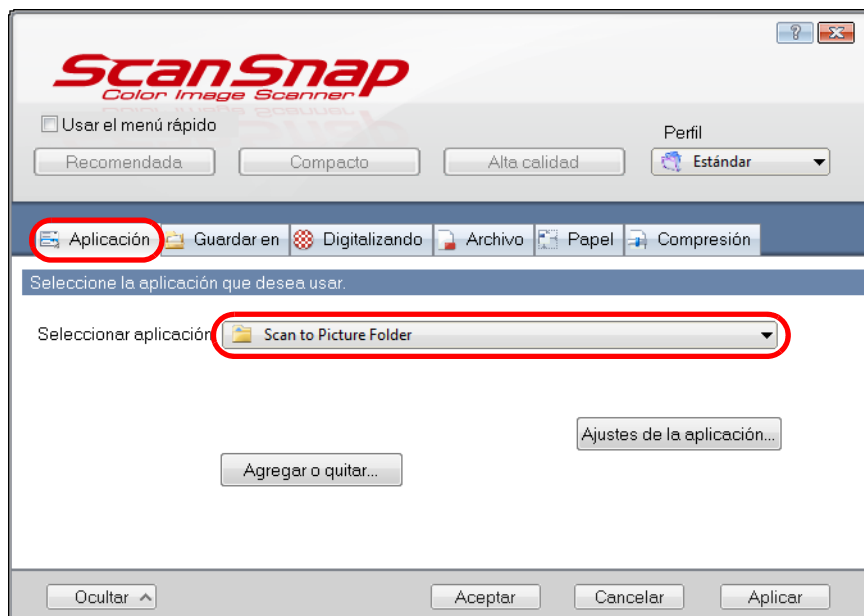 ScanSnap
Color Image Scanner
Usar el menú rápido
Perfil
Recomendada Compacto Alta calidad Estándar
Aplicación Guardar en Digitalizando Archivo Papel Compresión
Seleccione la aplicación que desea usar.
Seleccionar aplicación Scan to Picture Folder
Ajustes de la aplicación...
Agregar o quitar...
Ocultar Aceptar Cancelar Aplicar